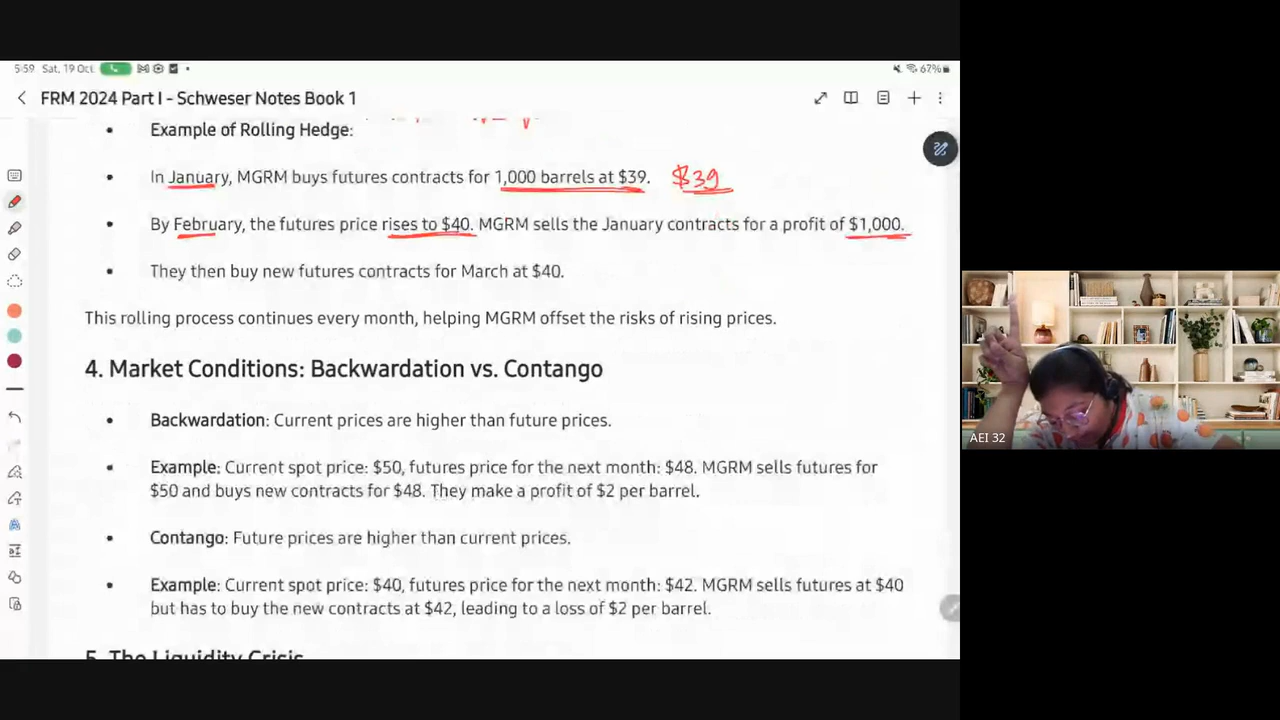 5:59 Sat, 19 Oct
67%
FRM 2024 Part I - Schweser Notes Book 1
• Example of Rolling Hedge:
• In January, MGRM buys futures contracts for 1,000 barrels at $39. $39
• By February, the futures price rises to $40. MGRM sells the January contracts for a profit of $1,000.
• They then buy new futures contracts for March at $40.
This rolling process continues every month, helping MGRM offset the risks of rising prices.
4. Market Conditions: Backwardation vs. Contango
• Backwardation: Current prices are higher than future prices.
• Example: Current spot price: $50, futures price for the next month: $48. MGRM sells futures for
$50 and buys new contracts for $48. They make a profit of $2 per barrel.
• Contango: Future prices are higher than current prices.
• Example: Current spot price: $40, futures price for the next month: $42. MGRM sells futures at $40
but has to buy the new contracts at $42, leading to a loss of $2 per barrel.
5. The Liquidity Crisis
AEI 32